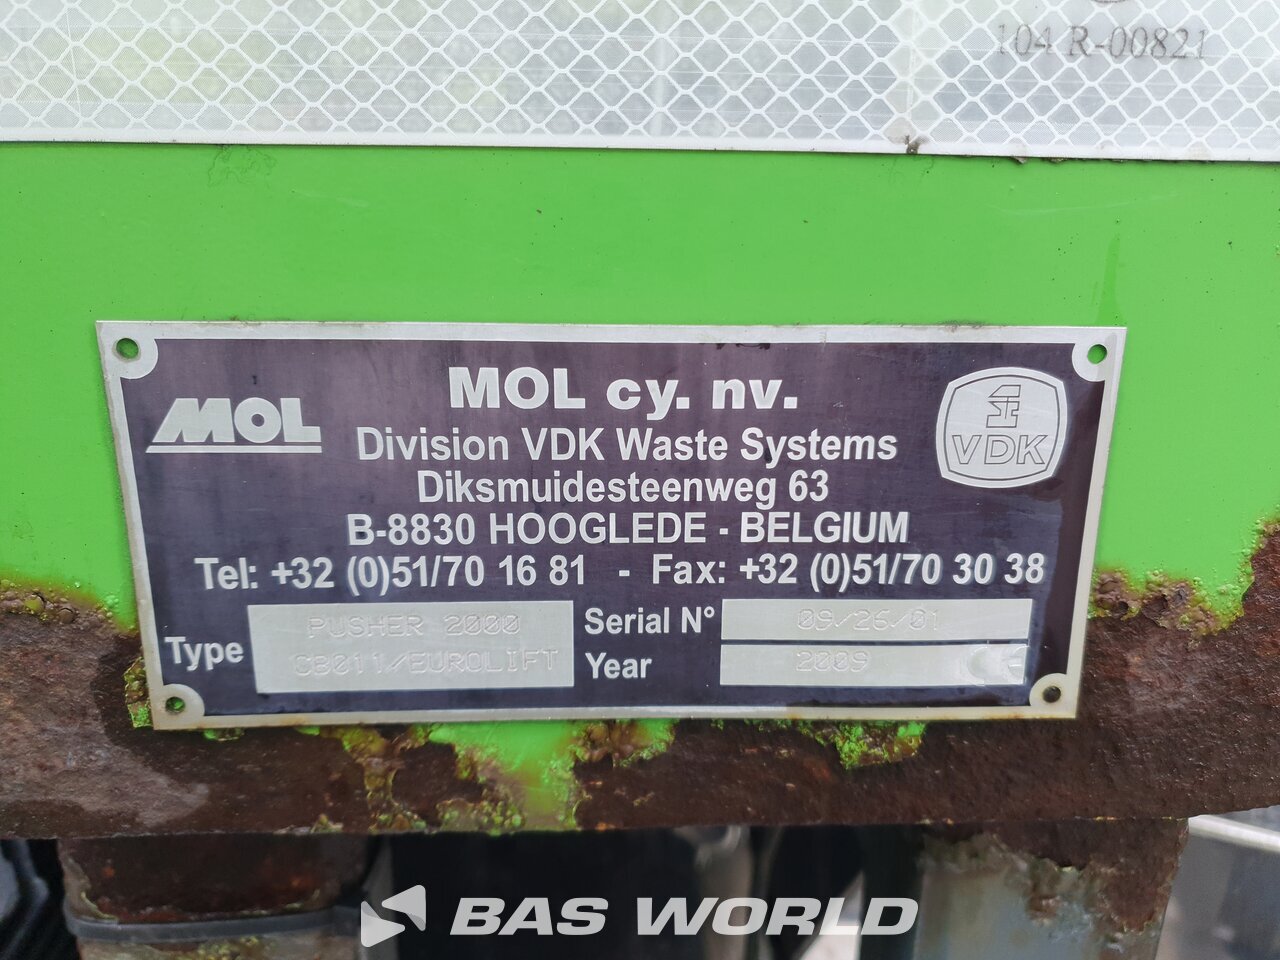 104 R-00821
MOL
MOL cy. nv.
Division VDK Waste Systems
Diksmuidesteenweg 63
B-8830 HOOGLEDE - BELGIUM
Tel: +32 (0)51/70 16 81 - Fax: +32 (0)51/70 30 38
VDK
Type
PUSHER 2000
CB011/EUROLIFT
Serial N° 09/26/01
Year 2009 CE
BAS WORLD